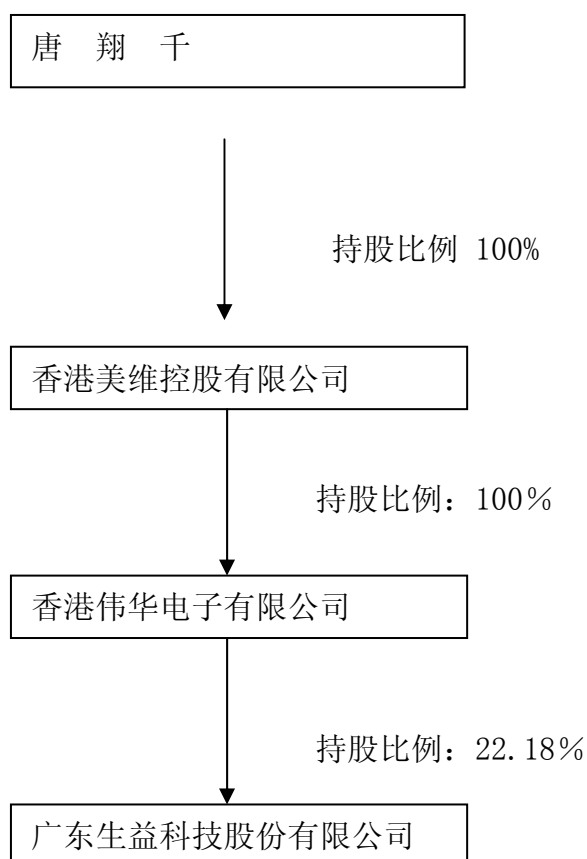 唐　翔　千
持股比例 100%
香港美维控股有限公司
持股比例：100％
香港伟华电子有限公司
持股比例：22.18％
广东生益科技股份有限公司